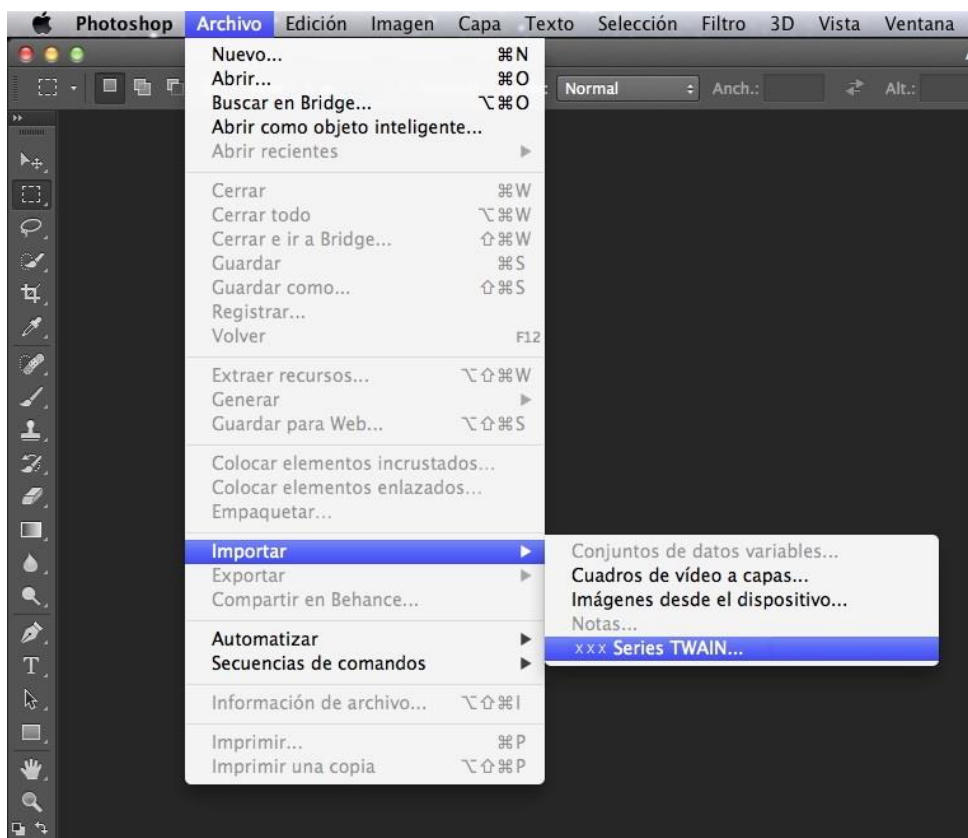 Photoshop Archivo Edición Imagen Capa Texto Selección Filtro 3D Vista Ventana
Nuevo... ⌘N
Abrir... ⌘O
Buscar en Bridge... ⌥⌘O
Abrir como objeto inteligente...
Abrir recientes
Normal Anch.: Alt.:
Cerrar ⌘W
Cerrar todo ⌥⌘W
Cerrar e ir a Bridge... ⇧⌘W
Guardar ⌘S
Guardar como... ⇧⌘S
Registrar...
Volver F12
Extraer recursos... ⌥⇧⌘W
Generar
Guardar para Web... ⌥⇧⌘S
Colocar elementos incrustados...
Colocar elementos enlazados...
Empaquetar...
Importar
Exportar
Compartir en Behance...
Conjuntos de datos variables...
Cuadros de vídeo a capas...
Imágenes desde el dispositivo...
Notas...
xxx Series TWAIN...
Automatizar
Secuencias de comandos
Información de archivo... ⌥⇧⌘I
Imprimir... ⌘P
Imprimir una copia ⌥⇧⌘P